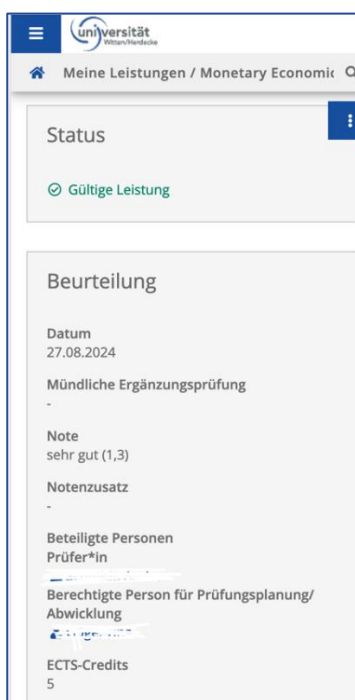 universität
Witten/Herdecke
Meine Leistungen / Monetary Economic
Status
Gültige Leistung
Beurteilung
Datum
27.08.2024
Mündliche Ergänzungsprüfung
-
Note
sehr gut (1,3)
Notenzusatz
-
Beteiligte Personen
Prüfer*in
Berechtigte Person für Prüfungsplanung/
Abwicklung
ECTS-Credits
5